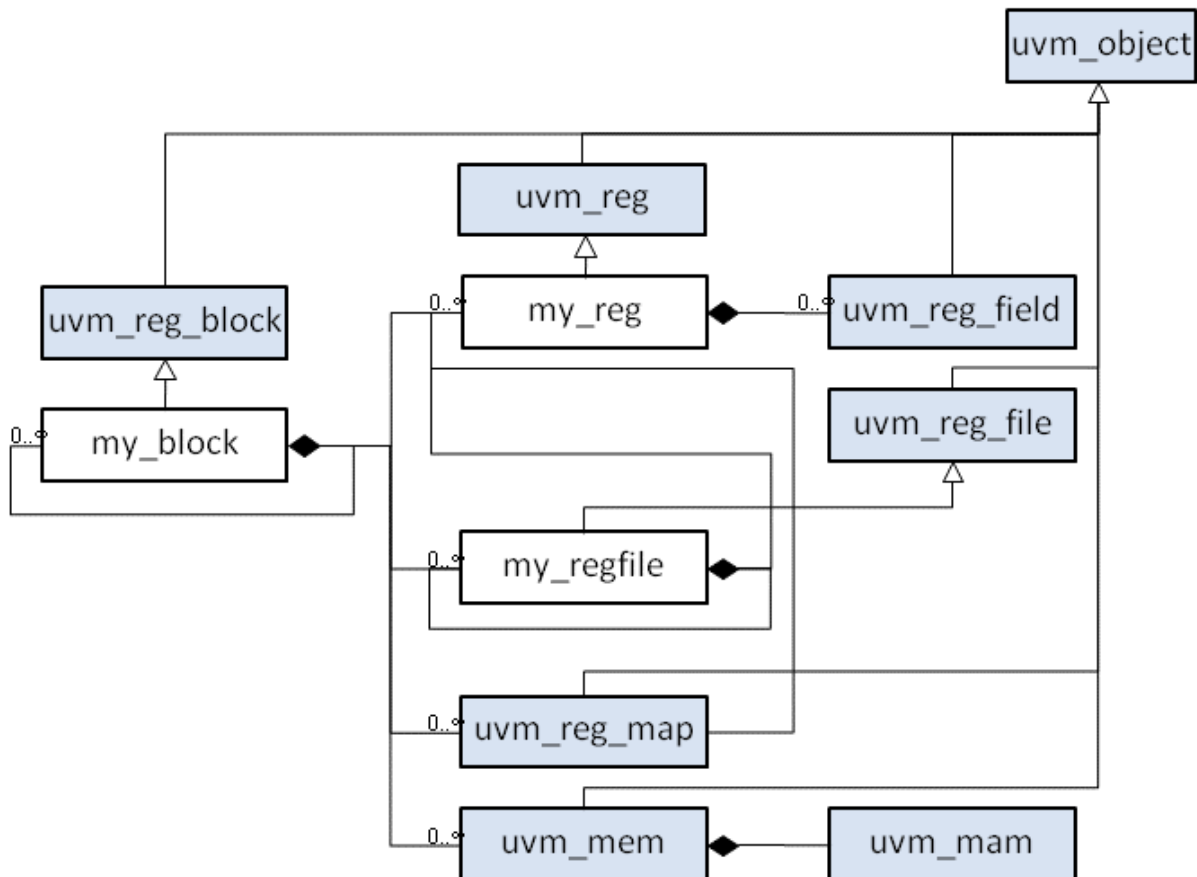 uvm_object
uvm_reg
0..∞ my_reg 0..∞ uvm_reg_field
uvm_reg_block
uvm_reg_file
0..∞ my_block
0..∞ my_regfile
0..∞ uvm_reg_map
0..∞ uvm_mem uvm_mam